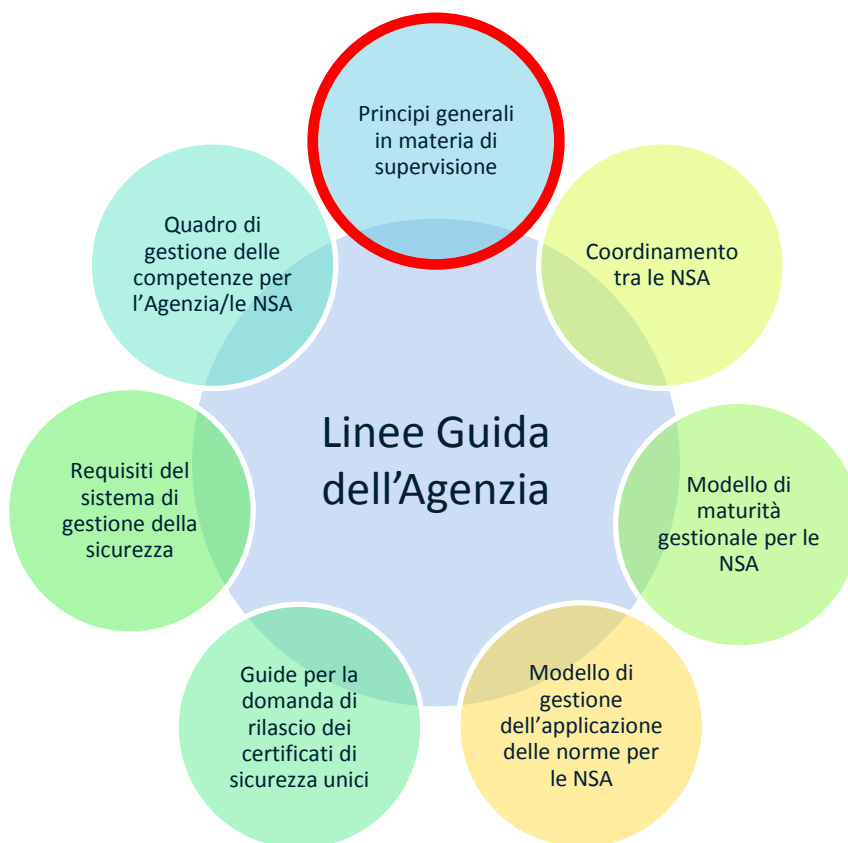 Principi generali
in materia di
supervisione
Quadro di
gestione delle
competenze per
l’Agenzia/le NSA
Coordinamento
tra le NSA
Linee Guida
dell’Agenzia
Requisiti del
sistema di
gestione della
sicurezza
Modello di
maturità
gestionale per le
NSA
Guide per la
domanda di
rilascio dei
certificati di
sicurezza unici
Modello di
gestione
dell’applicazione
delle norme per
le NSA